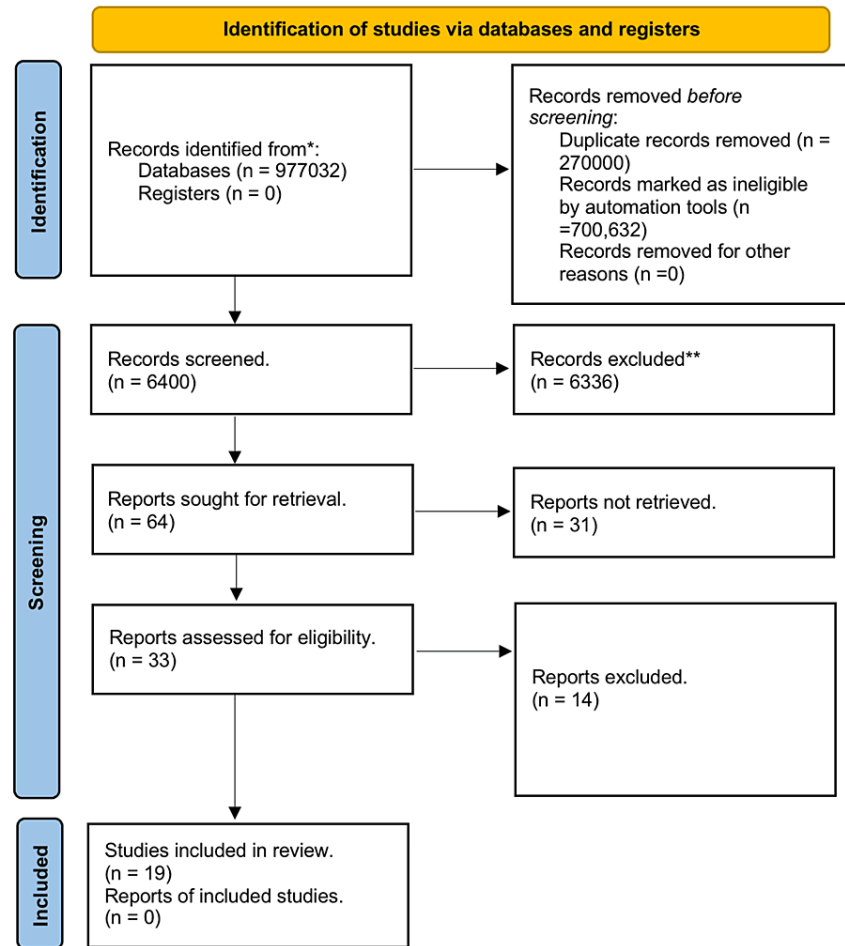 Identification of studies via databases and registers
Identification
Records identified from*:
Databases (n = 977032)
Registers (n = 0)
Records removed before
screening:
Duplicate records removed (n =
270000)
Records marked as ineligible
by automation tools (n
=700,632)
Records removed for other
reasons (n =0)
Screening
Records screened.
(n = 6400)
Records excluded**
(n = 6336)
Reports sought for retrieval.
(n = 64)
Reports not retrieved.
(n = 31)
Reports assessed for eligibility.
(n = 33)
Reports excluded.
(n = 14)
Included
Studies included in review.
(n = 19)
Reports of included studies.
(n = 0)